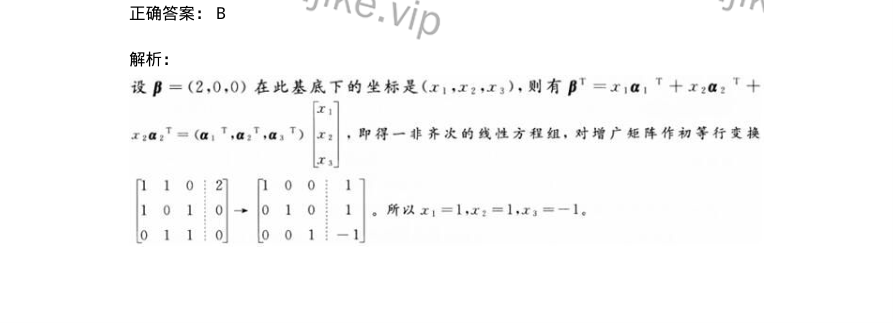 jike.vip
正确答案： B
解析：
设 β = (2,0,0) 在此基底下的坐标是(x₁,x₂,x₃), 则有 βᵀ = x₁α₁ᵀ + x₂α₂ᵀ +
x₂α₂ᵀ = (α₁ᵀ,α₂ᵀ,α₃ᵀ) [x₁ x₂ x₃] , 即得一非齐次的线性方程组, 对增广矩阵作初等行变换
[1 1 0 ⋮ 2] [1 0 0 ⋮ 1]
[1 0 1 ⋮ 0] → [0 1 0 ⋮ 1] 。所以 x₁ =1,x₂ =1,x₃ =−1。
[0 1 1 ⋮ 0] [0 0 1 ⋮ −1]